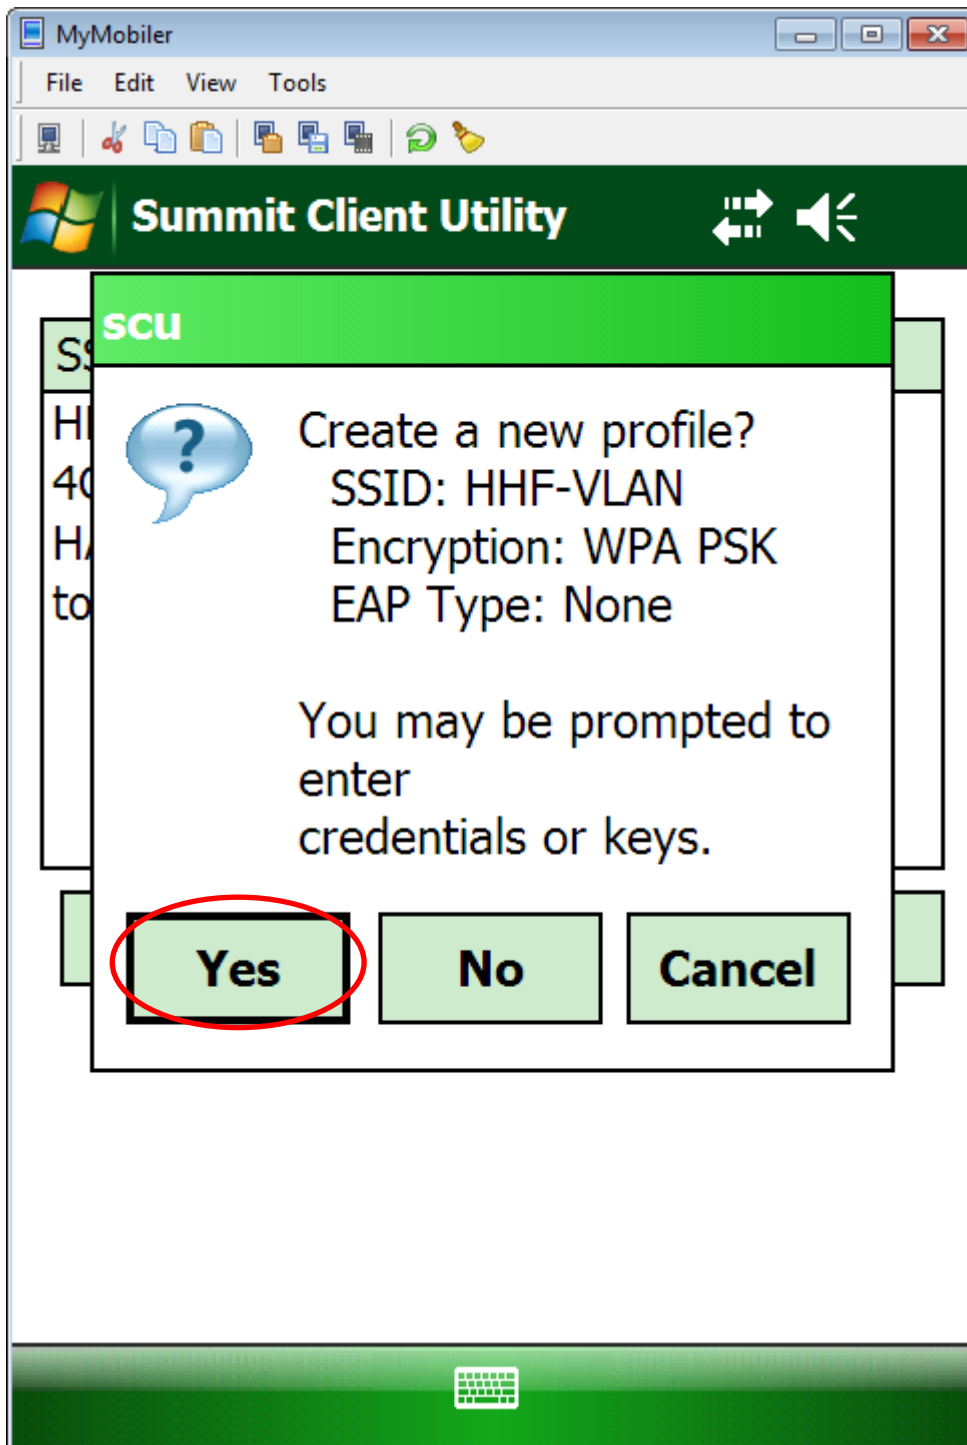 MyMobiler
File Edit View Tools
Summit Client Utility
scu
?
Create a new profile?
SSID: HHF-VLAN
Encryption: WPA PSK
EAP Type: None
You may be prompted to
enter
credentials or keys.
Yes No Cancel